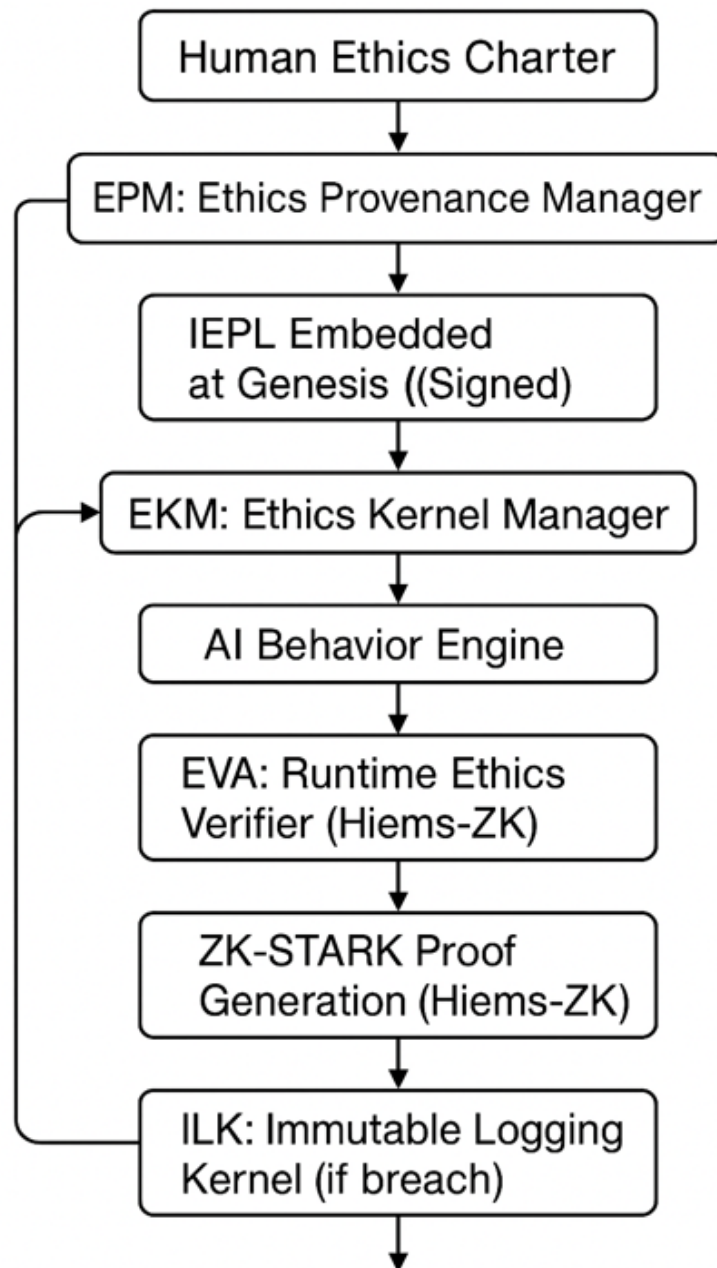 Human Ethics Charter
EPM: Ethics Provenance Manager
IEPL Embedded
at Genesis ((Signed)
EKM: Ethics Kernel Manager
AI Behavior Engine
EVA: Runtime Ethics
Verifier (Hiems-ZK)
ZK-STARK Proof
Generation (Hiems-ZK)
ILK: Immutable Logging
Kernel (if breach)